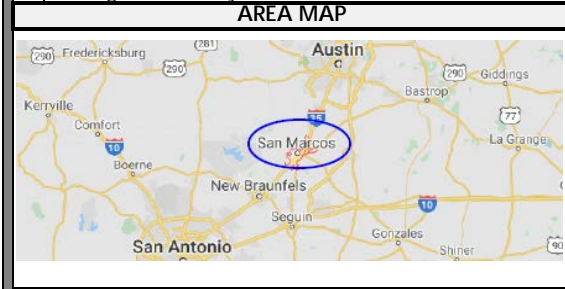 AREA MAP
281
Austin
290
Fredericksburg
290
290
Giddings
Bastrop
Kerrville
77
35
Comfort
San Marcos
La Grange
10
Boerne
New Braunfels
10
Seguin
Gonzales
San Antonio
Shiner
90